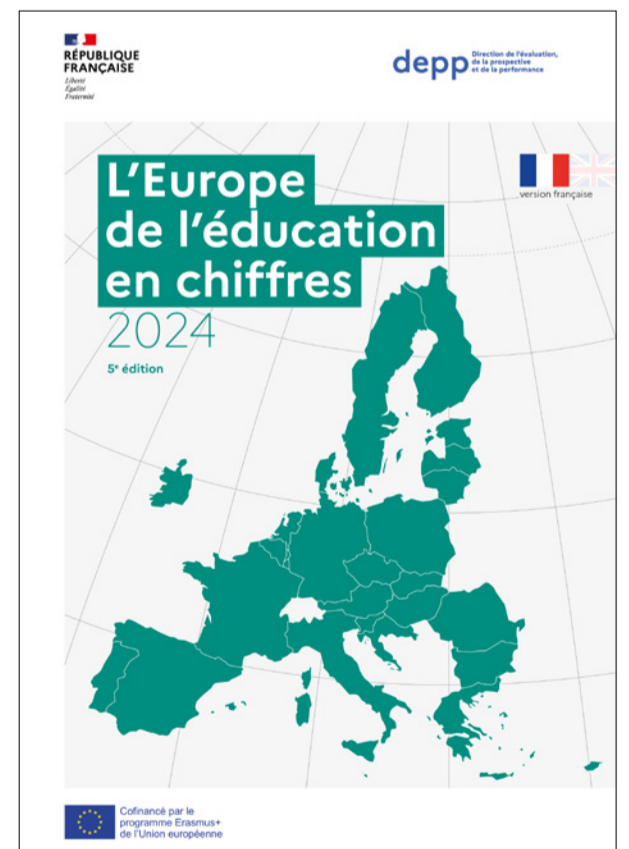 RÉPUBLIQUE
FRANÇAISE
Liberté
Égalité
Fraternité
depp
Direction de l'évaluation,
de la prospective
et de la performance
L'Europe
de l'éducation
en chiffres
2024
5e édition
version française
Cofinancé par le
programme Erasmus+
de l'Union européenne